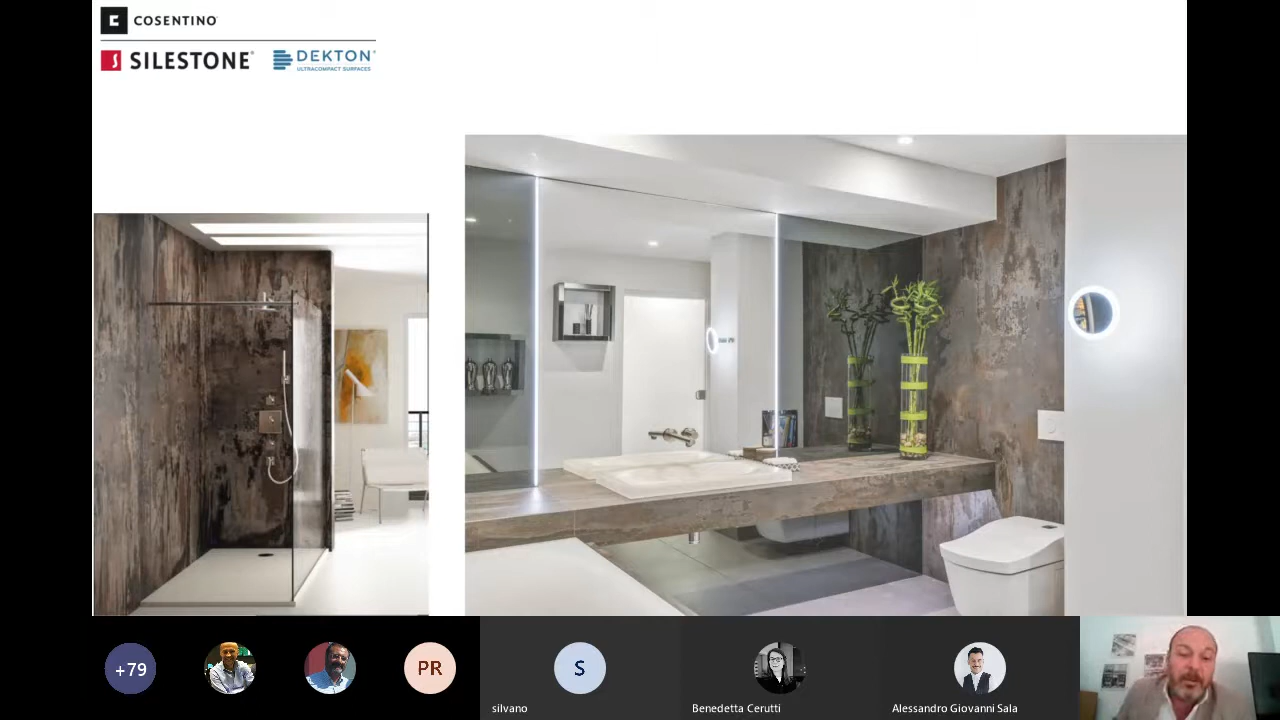 COSENTINO
SILESTONE®
DEKTON®
ULTRACOMPACT SURFACES
+79
PR
S
silvano
Benedetta Cerutti
Alessandro Giovanni Sala